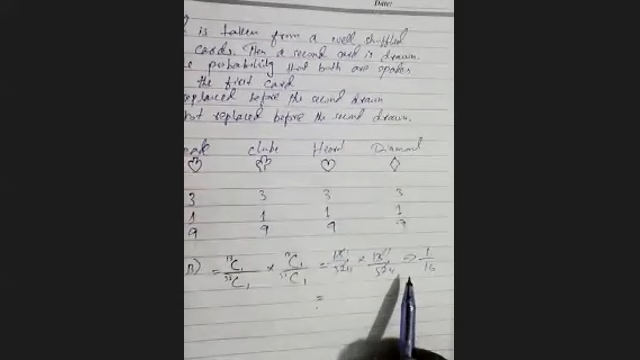 Date:
is taken from a well shuffled
cards. Then a second card is drawn.
probability that both are spades
the first card
replaced before the second drawn
not replaced before the second drawn.
clubs Heart Diamond
3 3 3 3
1 1 1 1
9 9 9 9
= ¹³C₁/⁵²C₁ × ¹³C₁/⁵²C₁ = 13/52 × 13/52 ⇒ 1/16
=